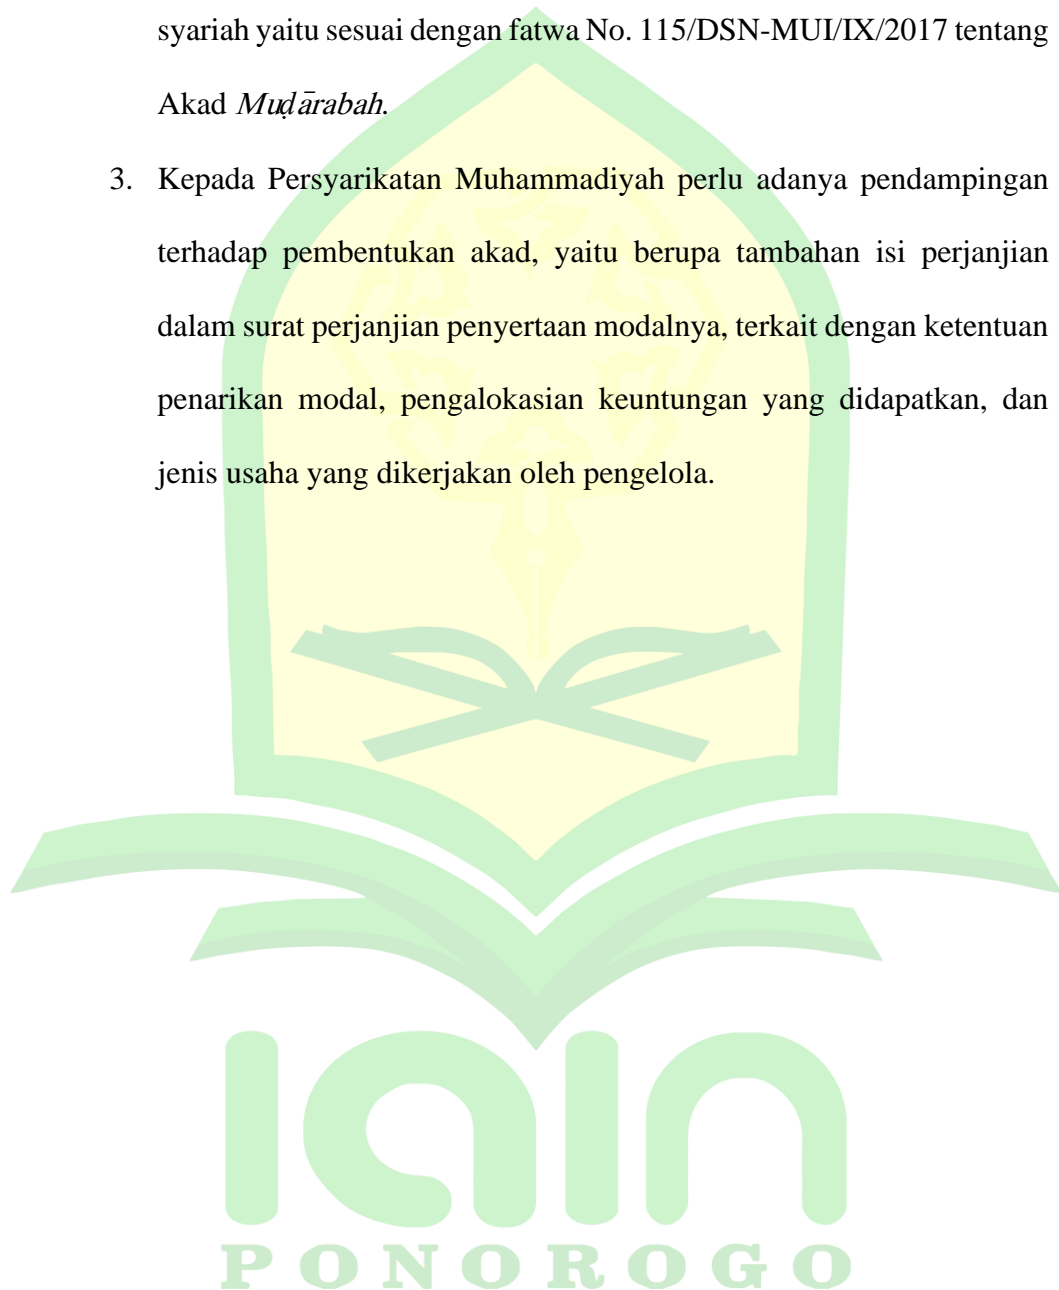 syariah yaitu sesuai dengan fatwa No. 115/DSN-MUI/IX/2017 tentang
Akad Muḍārabah.
3. Kepada Persyarikatan Muhammadiyah perlu adanya pendampingan
terhadap pembentukan akad, yaitu berupa tambahan isi perjanjian
dalam surat perjanjian penyertaan modalnya, terkait dengan ketentuan
penarikan modal, pengalokasian keuntungan yang didapatkan, dan
jenis usaha yang dikerjakan oleh pengelola.
iain
PONOROGO